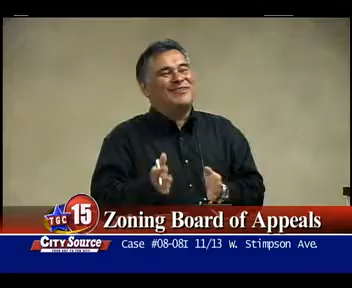 TGC 15
Zoning Board of Appeals
CITY SOURCE
Case #08-08I 11/13 W. Stimpson Ave.